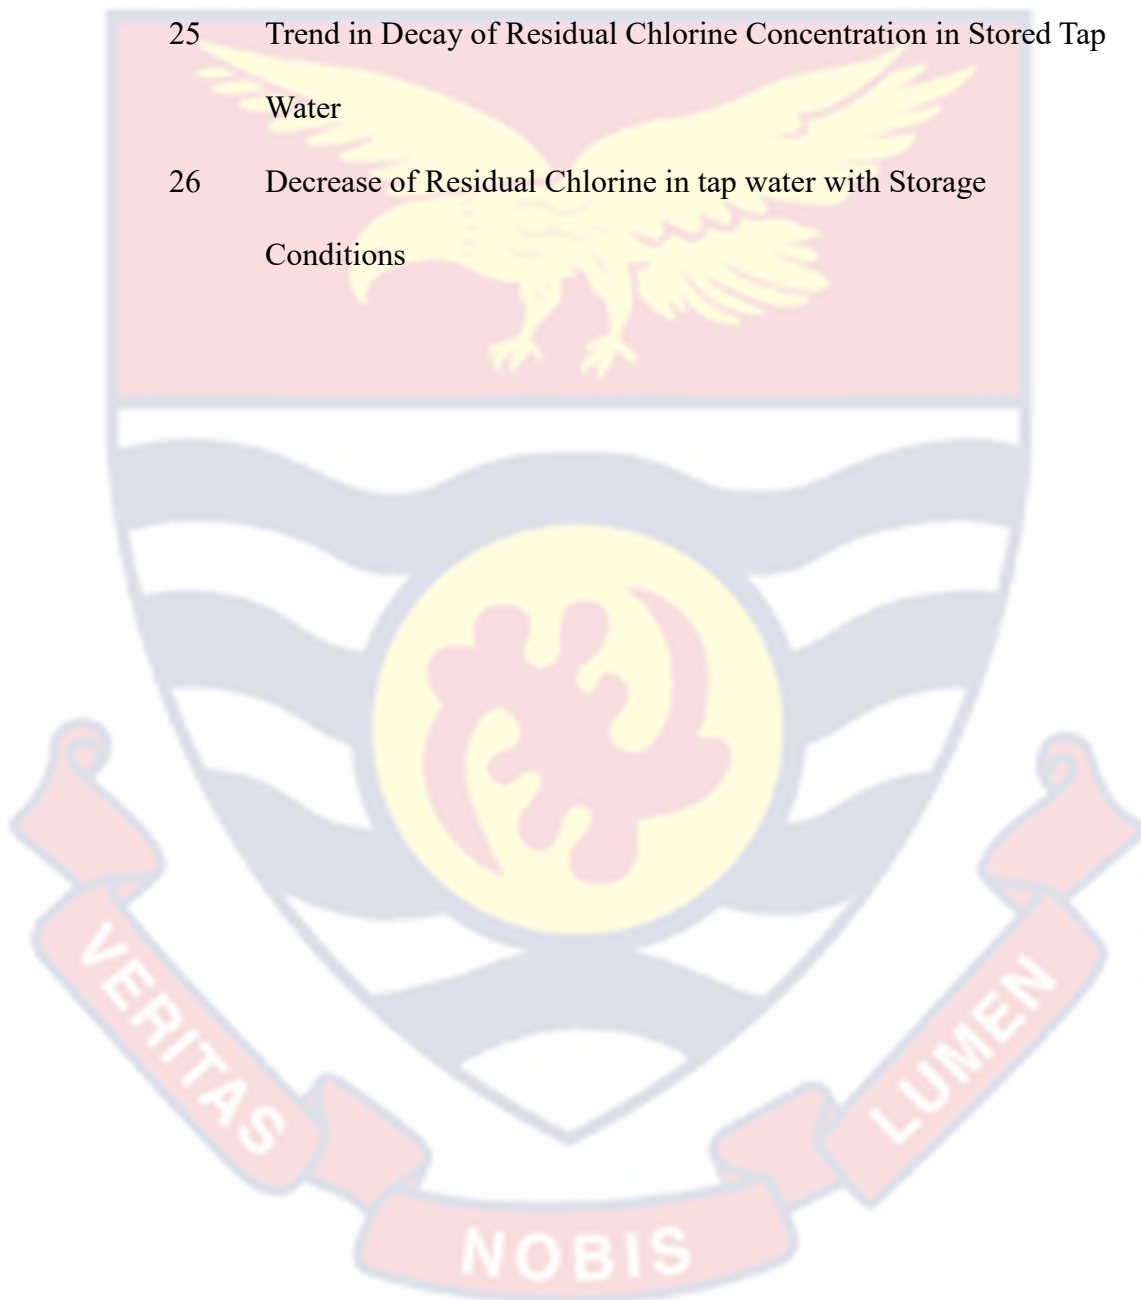 25 Trend in Decay of Residual Chlorine Concentration in Stored Tap
Water
26 Decrease of Residual Chlorine in tap water with Storage
Conditions
VERITAS
NOBIS
LUMEN